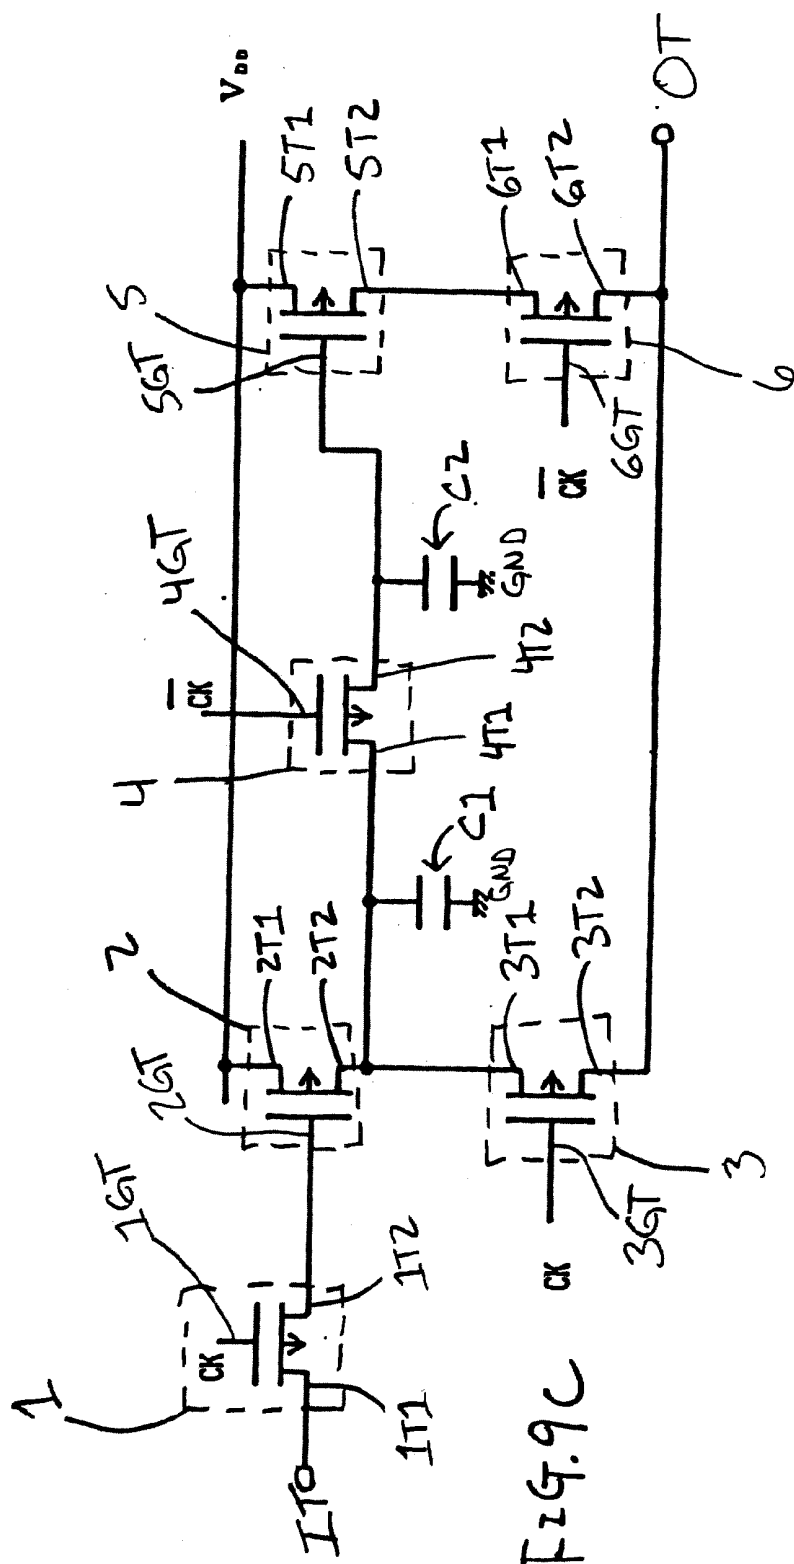 V_DD
OT
5
5GT
5T1
5T2
6T1
6T2
6GT
6
CK
4GT
CK
4
4T1
4T2
C2
GND
C1
GND
2
2GT
2T1
2T2
3T1
3T2
3GT
3
CK
1
1GT
CK
1T1
1T2
IT
FIG.9C